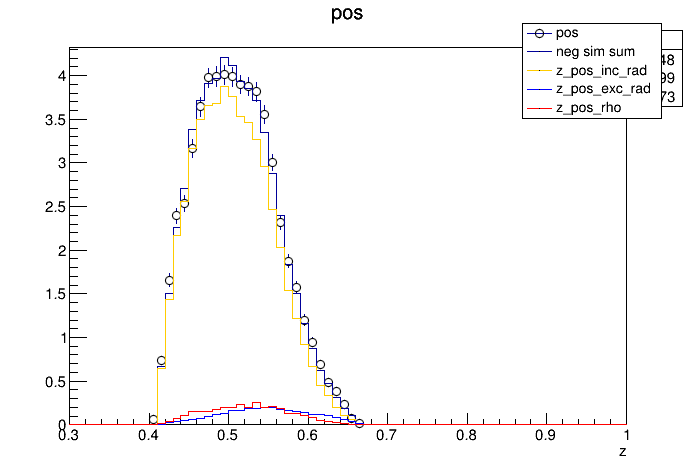 pos
pos
neg sim sum
z_pos_inc_rad
z_pos_exc_rad
z_pos_rho
48
99
73
4
3.5
3
2.5
2
1.5
1
0.5
0
0.3 0.4 0.5 0.6 0.7 0.8 0.9 1
z